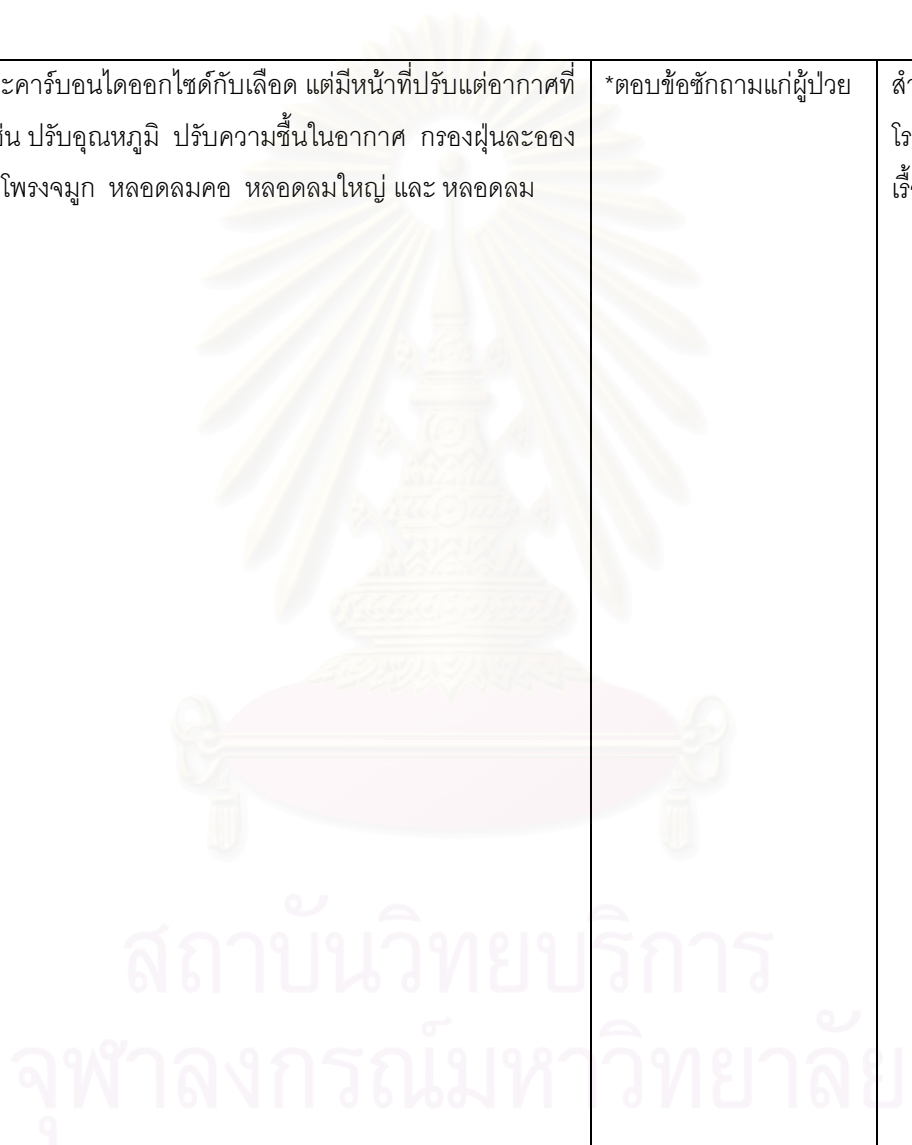 ะคาร์บอนไดออกไซด์กับเลือด แต่มีหน้าที่ปรับแต่อากาศที่
ปรับอุณหภูมิ ปรับความชื้นในอากาศ กรองฝุ่นละออง
โพรงจมูก หลอดลมคอ หลอดลมใหญ่ และ หลอดลม
*ตอบข้อซักถามแก่ผู้ป่วย
สถาบันวิทยบริการ
จุฬาลงกรณ์มหาวิทยาลัย